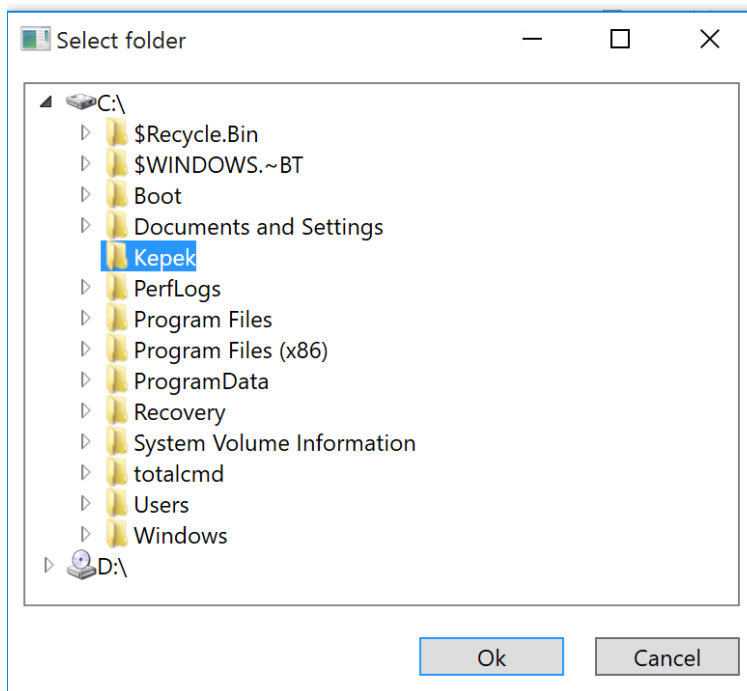 Select folder
C:\
$Recycle.Bin
$WINDOWS.~BT
Boot
Documents and Settings
Kepek
PerfLogs
Program Files
Program Files (x86)
ProgramData
Recovery
System Volume Information
totalcmd
Users
Windows
D:\
Ok Cancel